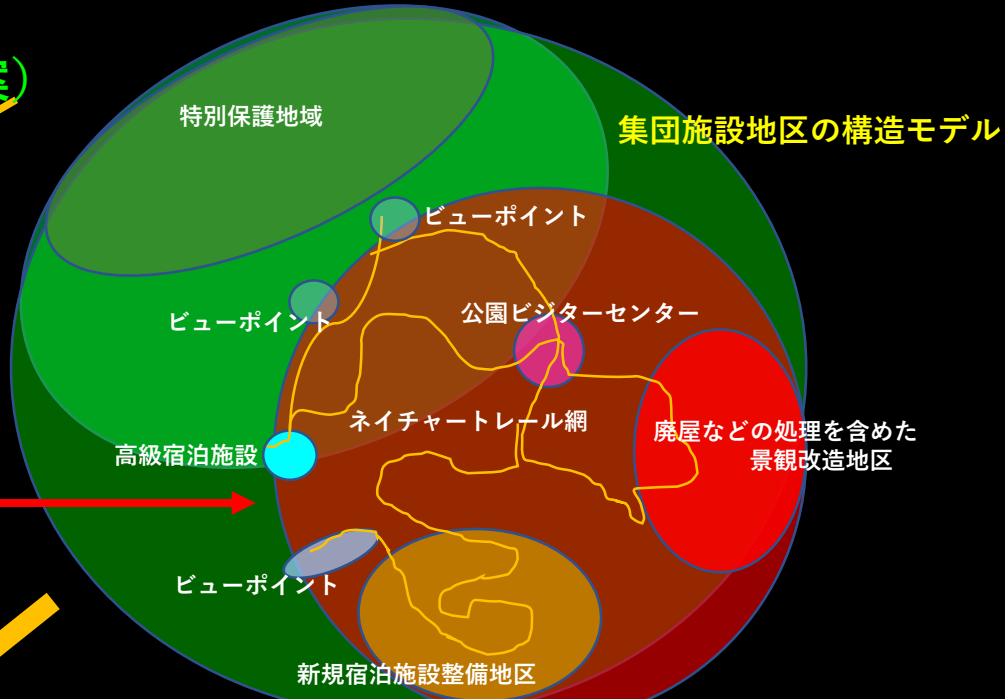 案）
特別保護地域
集団施設地区の構造モデル
ビューポイント
公園ビジターセンター
ビューポイント
ネイチャートレール網
廃屋などの処理を含めた
景観改造地区
高級宿泊施設
ビューポイント
新規宿泊施設整備地区